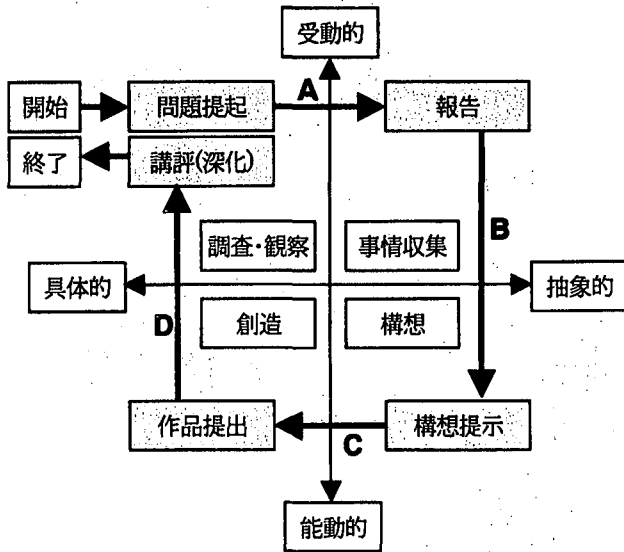 受動的
開始
問題提起
A
報告
終了
講評(深化)
調査・観察
事情収集
B
具体的
抽象的
D
創造
構想
作品提出
C
構想提示
能動的